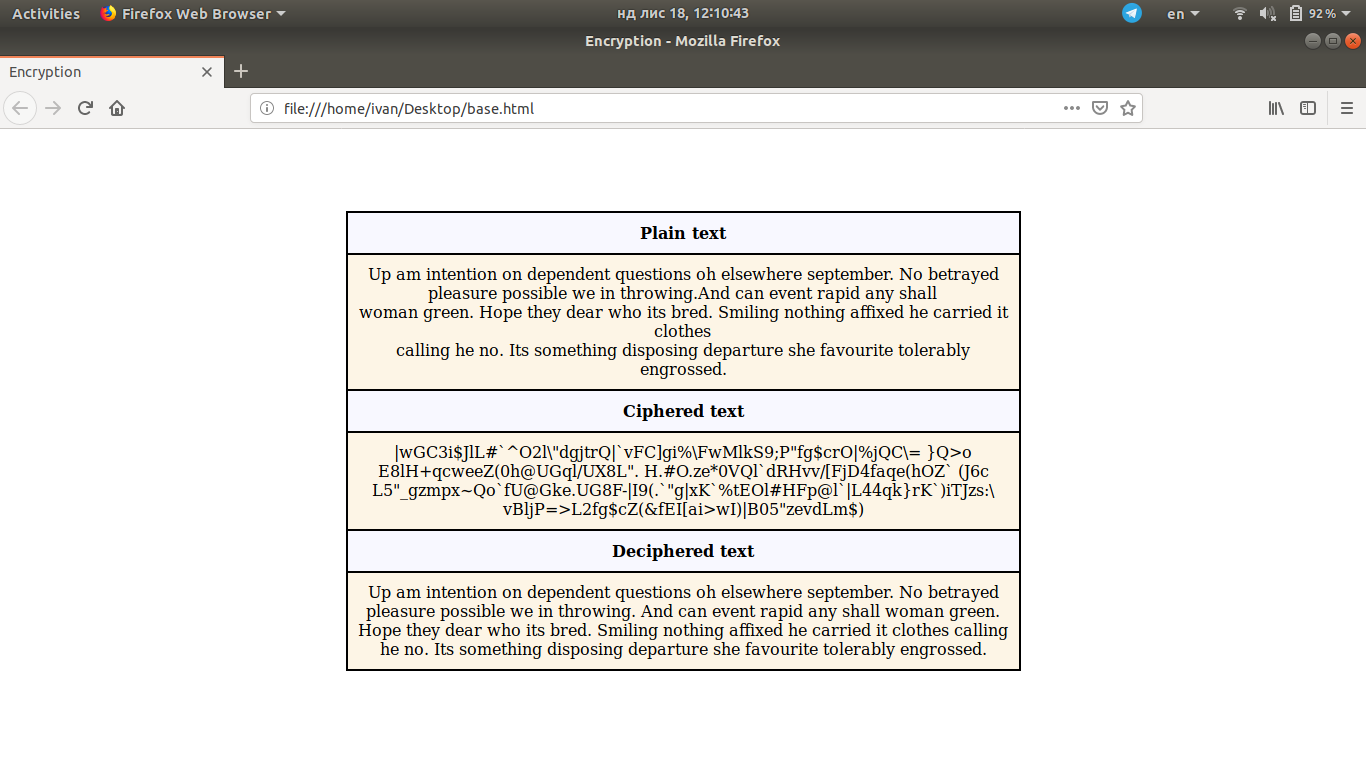 Activities Firefox Web Browser нд лис 18, 12:10:43 en 92%
Encryption - Mozilla Firefox
Encryption
file:///home/ivan/Desktop/base.html
Plain text
Up am intention on dependent questions oh elsewhere september. No betrayed
pleasure possible we in throwing.And can event rapid any shall
woman green. Hope they dear who its bred. Smiling nothing affixed he carried it
clothes
calling he no. Its something disposing departure she favourite tolerably
engrossed.
Ciphered text
|wGC3i$JlL#`^O2l\"dgjtrQ|`vFC]gi%\FwMlkS9;P"fg$crO|%jQC\= }Q>o
E8lH+qcweeZ(0h@UGql/UX8L". H.#O.ze*0VQl`dRHvv/[FjD4faqe(hOZ` (J6c
L5"_gzmpx~Qo`fU@Gke.UG8F-|I9(.`"g|xK`%tEOl#HFp@l`|L44qk}rK`)iTJzs:\
vBljP=>L2fg$cZ(&fEI[ai>wI)|B05"zevdLm$)
Deciphered text
Up am intention on dependent questions oh elsewhere september. No betrayed
pleasure possible we in throwing. And can event rapid any shall woman green.
Hope they dear who its bred. Smiling nothing affixed he carried it clothes calling
he no. Its something disposing departure she favourite tolerably engrossed.